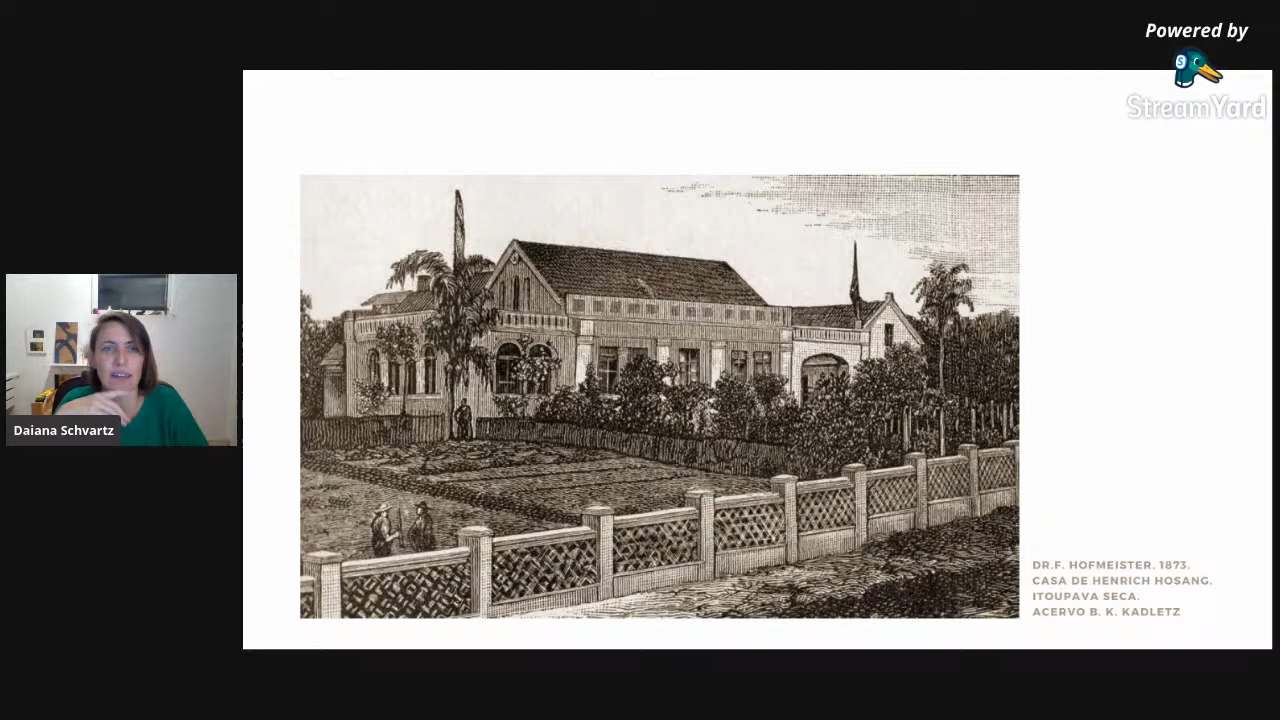 Powered by
StreamYard
Daiana Schvartz
DR.F. HOFMEISTER. 1873.
CASA DE HENRICH HOSANG.
ITOUPAVA SECA.
ACERVO B. K. KADLETZ